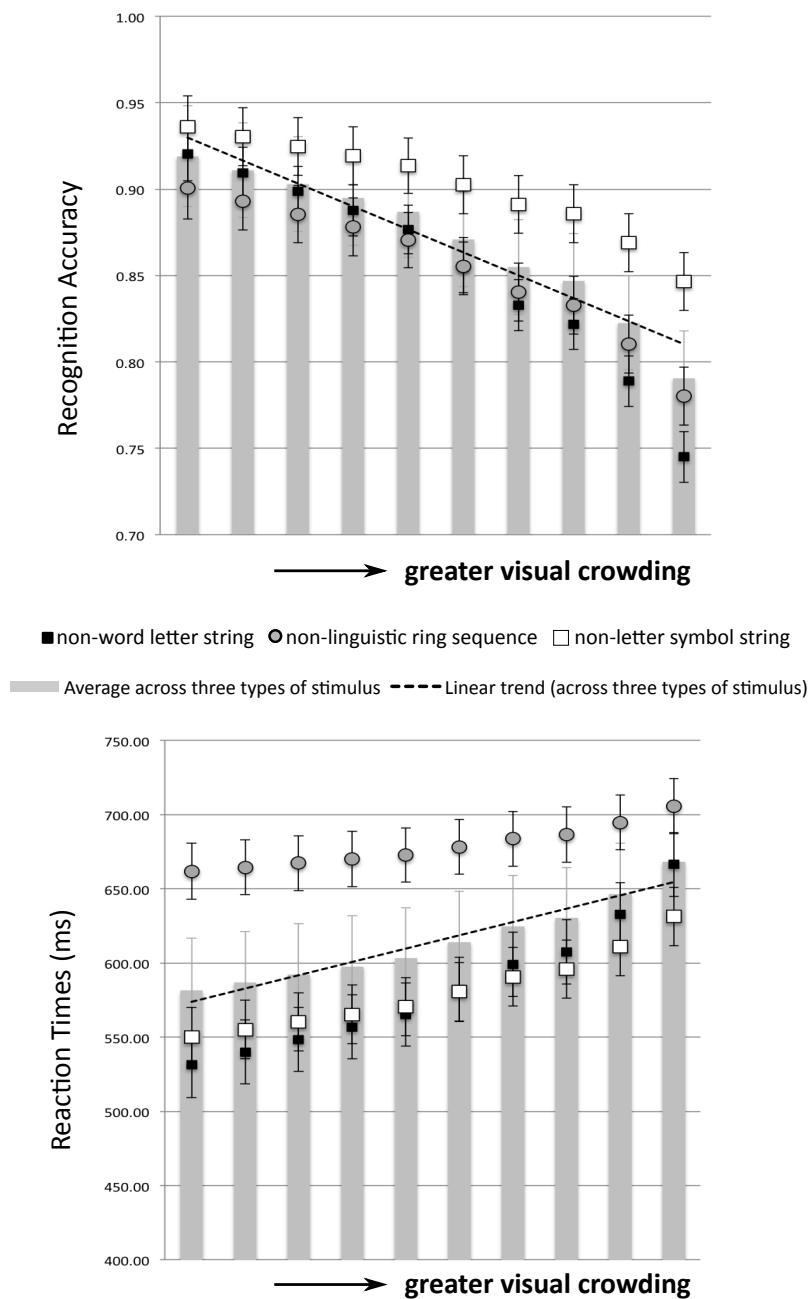 1.00
0.95
0.90
0.85
0.80
0.75
0.70
Recognition Accuracy
greater visual crowding
non-word letter string non-linguistic ring sequence non-letter symbol string
Average across three types of stimulus Linear trend (across three types of stimulus)
750.00
700.00
650.00
600.00
550.00
500.00
450.00
400.00
Reaction Times (ms)
greater visual crowding